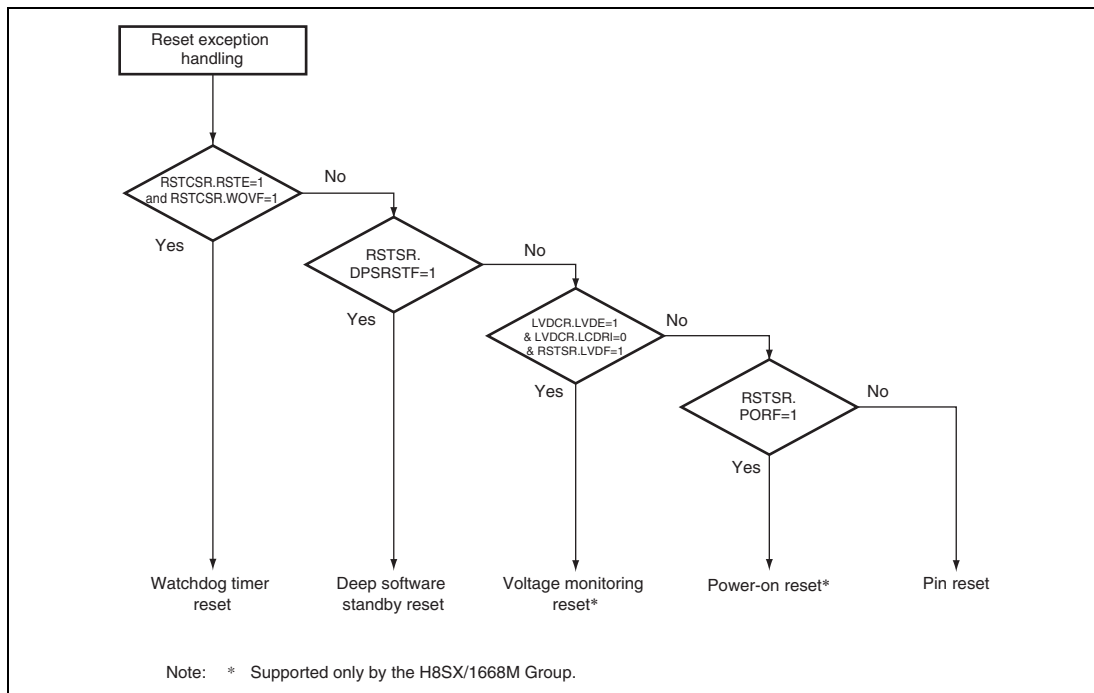 Reset exception
handling
RSTCSR.RSTE=1
and RSTCSR.WOVF=1
No
Yes
RSTSR.
DPSRSTF=1
No
Yes
LVDCR.LVDE=1
& LVDCR.LCDRI=0
& RSTSR.LVDF=1
No
Yes
RSTSR.
PORF=1
No
Yes
Watchdog timer
reset
Deep software
standby reset
Voltage monitoring
reset*
Power-on reset*
Pin reset
Note: * Supported only by the H8SX/1668M Group.